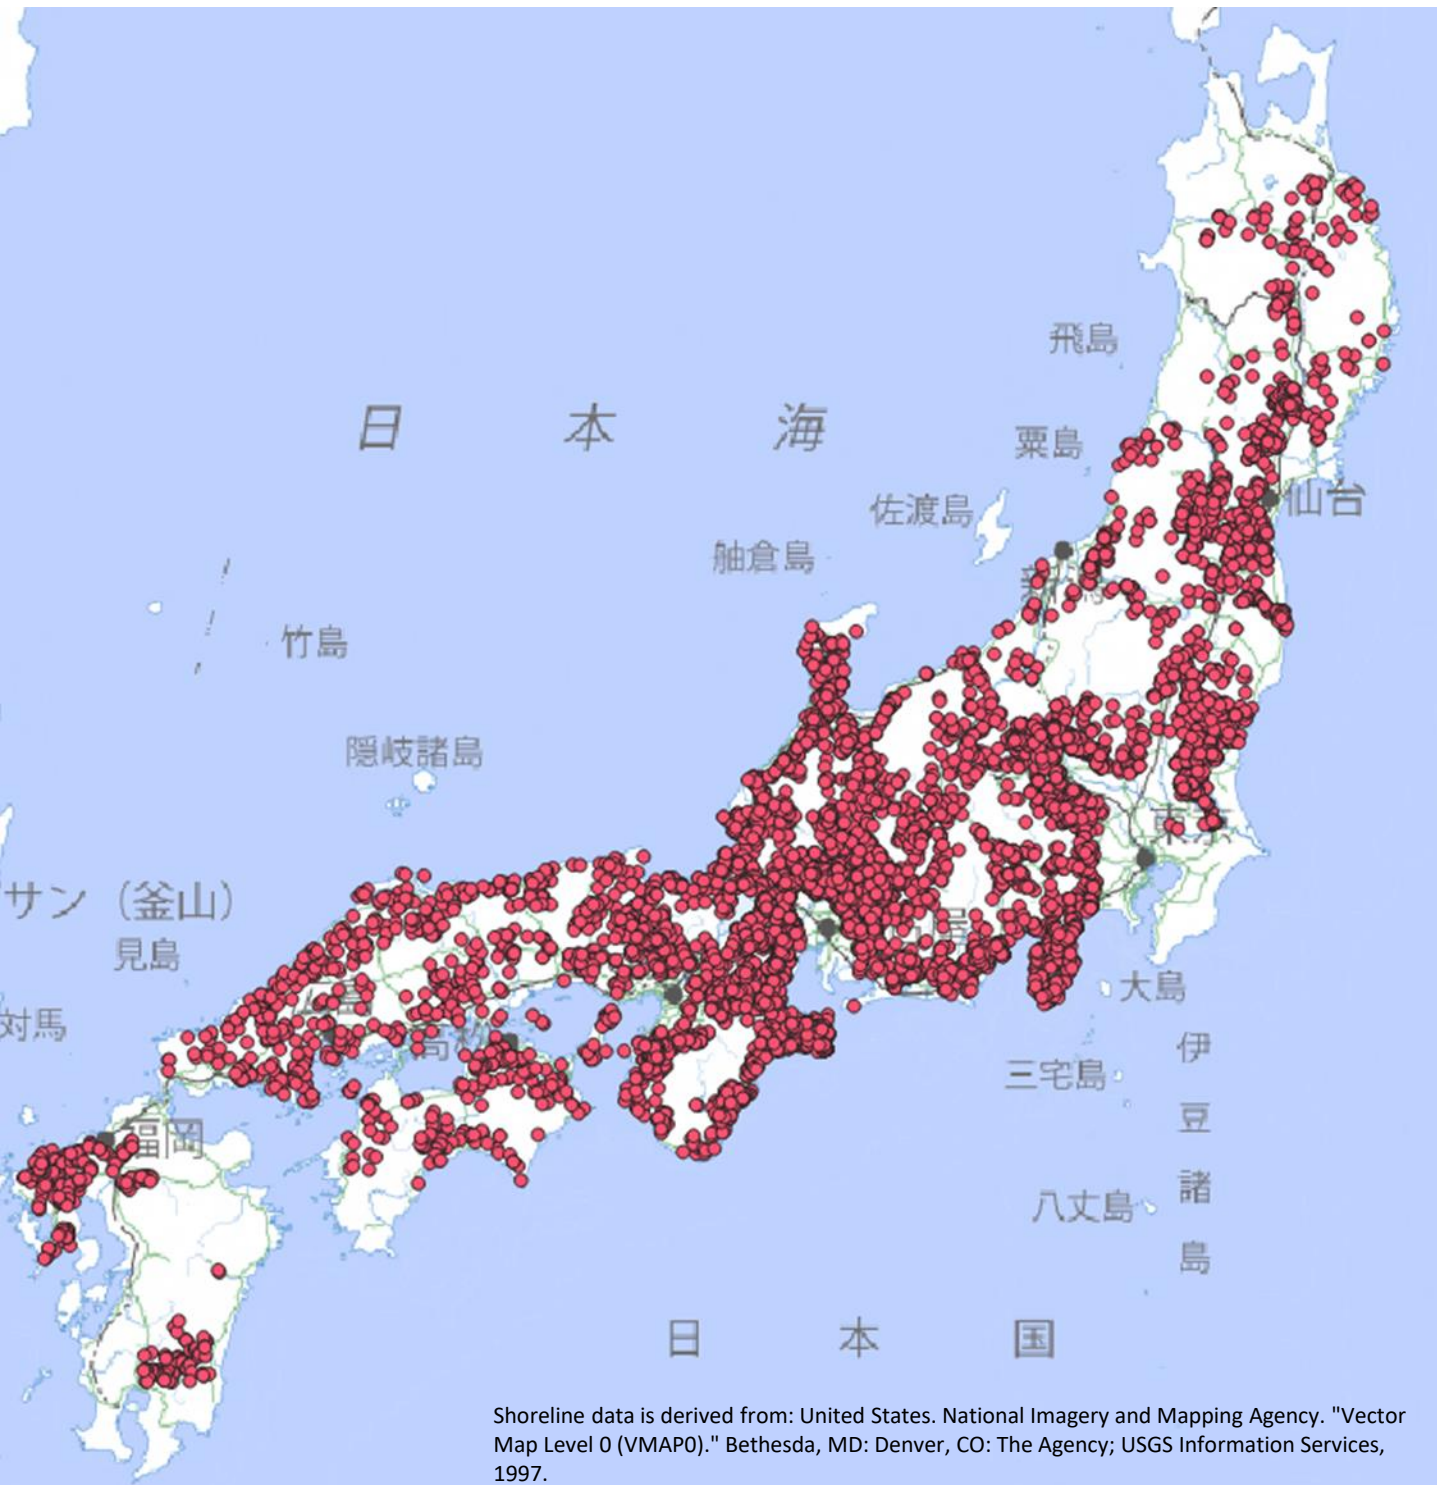 飛島
日本海
粟島
仙台
佐渡島
舳倉島
竹島
隠岐諸島
東京
サン（釜山）
見島
大島
対馬
高松
伊豆諸島
三宅島
福岡
八丈島
日本国
Shoreline data is derived from: United States. National Imagery and Mapping Agency. "Vector
Map Level 0 (VMAP0)." Bethesda, MD: Denver, CO: The Agency; USGS Information Services,
1997.